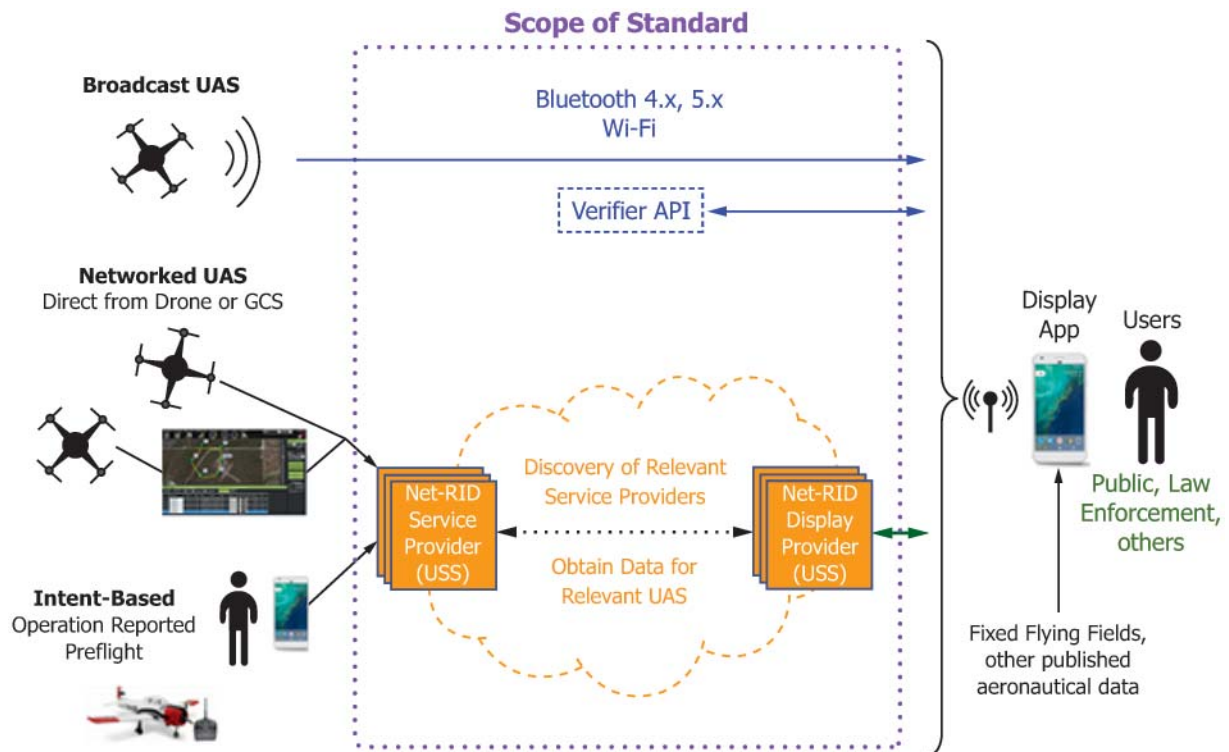 Scope of Standard
Broadcast UAS
Bluetooth 4.x, 5.x
Wi-Fi
Verifier API
Networked UAS
Direct from Drone or GCS
Display
App
Users
Discovery of Relevant
Service Providers
Net-RID
Service
Provider
(USS)
Net-RID
Display
Provider
(USS)
Obtain Data for
Relevant UAS
Public, Law
Enforcement,
others
Intent-Based
Operation Reported
Preflight
Fixed Flying Fields,
other published
aeronautical data